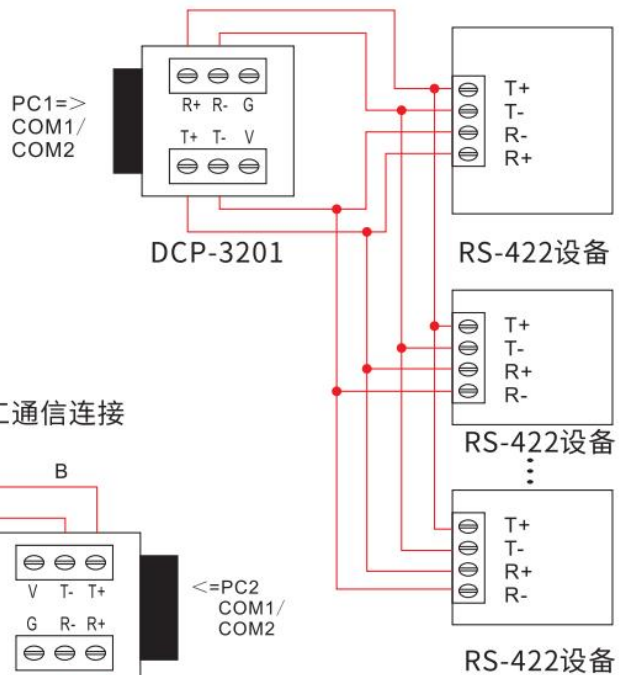 PC1=>
COM1/
COM2
R+ R- G
T+ T- V
DCP-3201
T+
T-
R-
R+
RS-422设备
T+
T-
R+
R-
RS-422设备
工通信连接
B
V T- T+
G R- R+
<=PC2
COM1/
COM2
T+
T-
R+
R-
RS-422设备